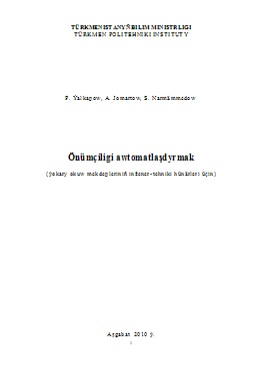 TÜRKMENISTANYŇ BILIM MINISTRLIGI
TÜRKMEN POLITEHNIKI INSTITUTY
P. Ýalkapow, A. Jomartow, S. Narmämmedow
Önümçiligi awtomatlaşdyrmak
(ýokary okuw mekdepleriniň inžener-tehniki hünärleri üçin)
Aşgabat 2010 ý.
1